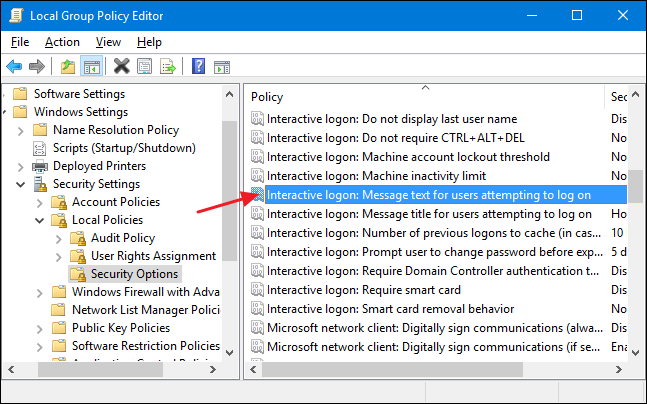 Local Group Policy Editor
File Action View Help
Software Settings
Windows Settings
Name Resolution Policy
Scripts (Startup/Shutdown)
Deployed Printers
Security Settings
Account Policies
Local Policies
Audit Policy
User Rights Assignment
Security Options
Windows Firewall with Adva
Network List Manager Policie
Public Key Policies
Software Restriction Policies
Policy Sec
Interactive logon: Do not display last user name Dis
Interactive logon: Do not require CTRL+ALT+DEL Dis
Interactive logon: Machine account lockout threshold No
Interactive logon: Machine inactivity limit No
Interactive logon: Message text for users attempting to log on
Interactive logon: Message title for users attempting to log on Ho
Interactive logon: Number of previous logons to cache (in cas... 10
Interactive logon: Prompt user to change password before exp... 5 d
Interactive logon: Require Domain Controller authentication t... Dis
Interactive logon: Require smart card Dis
Interactive logon: Smart card removal behavior No
Microsoft network client: Digitally sign communications (alwa... Dis
Microsoft network client: Digitally sign communications (if se... Ena